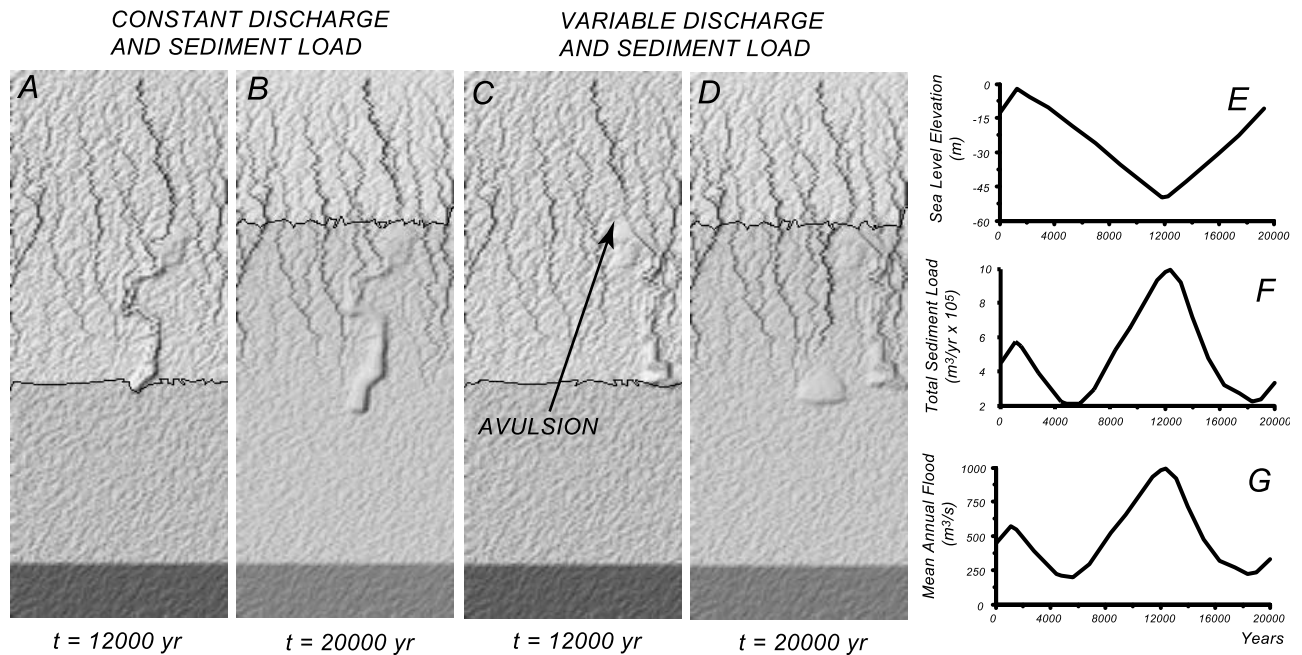 CONSTANT DISCHARGE
AND SEDIMENT LOAD
VARIABLE DISCHARGE
AND SEDIMENT LOAD
A
B
C
D
AVULSION
t = 12000 yr
t = 20000 yr
t = 12000 yr
t = 20000 yr
E
Sea Level Elevation
(m)
0
-15
-30
-45
-60
0 4000 8000 12000 16000 20000
F
Total Sediment Load
(m³/yr x 10⁵)
10
8
6
4
2
0 4000 8000 12000 16000 20000
G
Mean Annual Flood
(m³/s)
1000
750
500
250
0
0 4000 8000 12000 16000 20000
Years